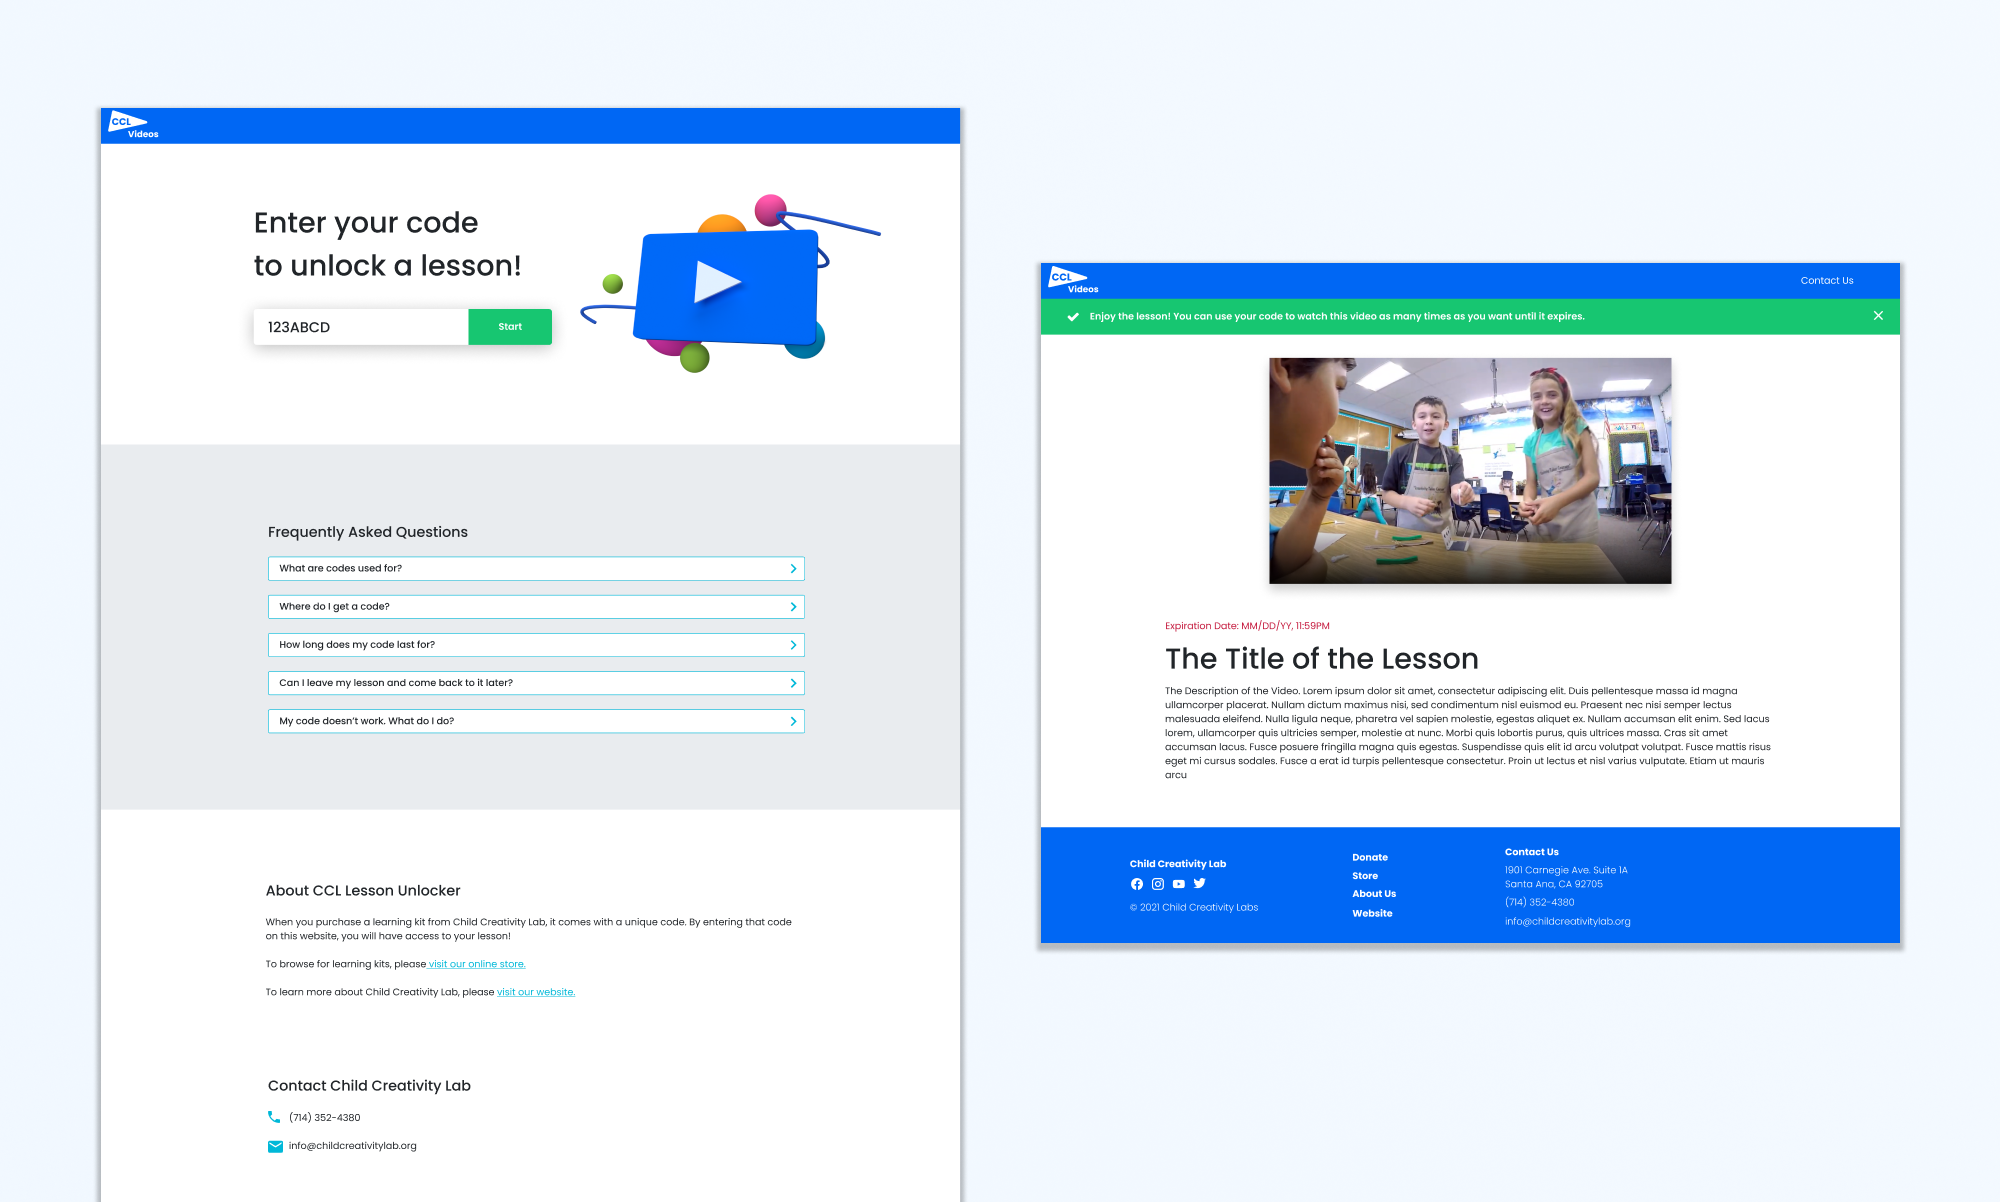 CCL
Videos
Enter your code
to unlock a lesson!
123ABCD
Start
Frequently Asked Questions
What are codes used for?
Where do I get a code?
How long does my code last for?
Can I leave my lesson and come back to it later?
My code doesn't work. What do I do?
About CCL Lesson Unlocker
When you purchase a learning kit from Child Creativity Lab, it comes with a unique code. By entering that code
on this website, you will have access to your lesson!
To browse for learning kits, please visit our online store.
To learn more about Child Creativity Lab, please visit our website.
Contact Child Creativity Lab
(714) 352-4380
info@childcreativitylab.org
CCL
Videos
Contact Us
Enjoy the lesson! You can use your code to watch this video as many times as you want until it expires.
Expiration Date: MM/DD/YY, 11:59PM
The Title of the Lesson
The Description of the Video. Lorem ipsum dolor sit amet, consectetur adipiscing elit. Duis pellentesque massa id magna
ullamcorper placerat. Nullam dictum maximus nisi, sed condimentum nisl euismod eu. Praesent nec nisi semper lectus
malesuada eleifend. Nulla ligula neque, pharetra vel sapien molestie, egestas aliquet ex. Nullam accumsan elit enim. Sed lacus
lorem, ullamcorper quis ultricies semper, molestie at nunc. Morbi quis lobortis purus, quis ultrices massa. Cras sit amet
accumsan lacus. Fusce posuere fringilla magna quis egestas. Suspendisse quis elit id arcu volutpat volutpat. Fusce mattis risus
eget mi cursus sodales. Fusce a erat id turpis pellentesque consectetur. Proin ut lectus et nisl varius vulputate. Etiam ut mauris
arcu
Child Creativity Lab
© 2021 Child Creativity Labs
Donate
Store
About Us
Website
Contact Us
1901 Carnegie Ave. Suite 1A
Santa Ana, CA 92705
(714) 352-4380
info@childcreativitylab.org